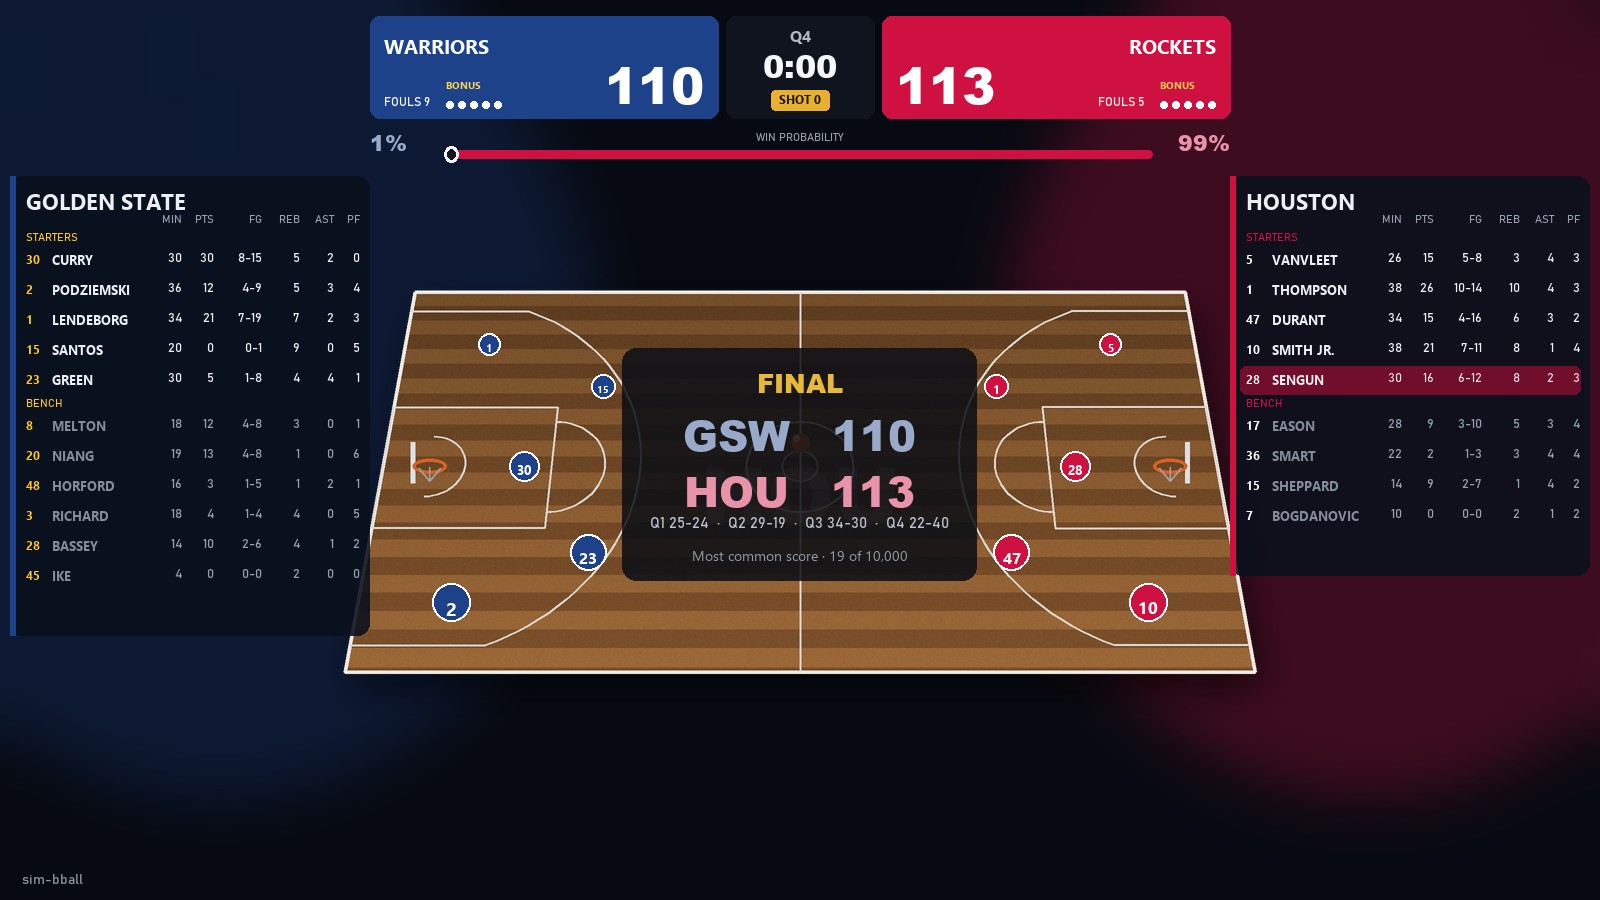 WARRIORS
BONUS
FOULS 9
110
Q4
0:00
SHOT 0
ROCKETS
113
BONUS
FOULS 5
1%
WIN PROBABILITY
99%
GOLDEN STATE
MIN PTS FG REB AST PF
STARTERS
30 CURRY 30 30 8-15 5 2 0
2 PODZIEMSKI 36 12 4-9 5 3 4
1 LENDEBORG 34 21 7-19 7 2 3
15 SANTOS 20 0 0-1 9 0 5
23 GREEN 30 5 1-8 4 4 1
BENCH
8 MELTON 18 12 4-8 3 0 1
20 NIANG 19 13 4-8 1 0 6
48 HORFORD 16 3 1-5 1 2 1
3 RICHARD 18 4 1-4 4 0 5
28 BASSEY 14 10 2-6 4 1 2
45 IKE 4 0 0-0 2 0 0
1
15
30
23
2
FINAL
GSW 110
HOU 113
Q1 25-24 · Q2 29-19 · Q3 34-30 · Q4 22-40
Most common score · 19 of 10,000
5
1
28
47
10
HOUSTON
MIN PTS FG REB AST PF
STARTERS
5 VANVLEET 26 15 5-8 3 4 3
1 THOMPSON 38 26 10-14 10 4 3
47 DURANT 34 15 4-16 6 3 2
10 SMITH JR. 38 21 7-11 8 1 4
28 SENGUN 30 16 6-12 8 2 3
BENCH
17 EASON 28 9 3-10 5 3 4
36 SMART 22 2 1-3 3 4 4
15 SHEPPARD 14 9 2-7 1 4 2
7 BOGDANOVIC 10 0 0-0 2 1 2
sim-bball